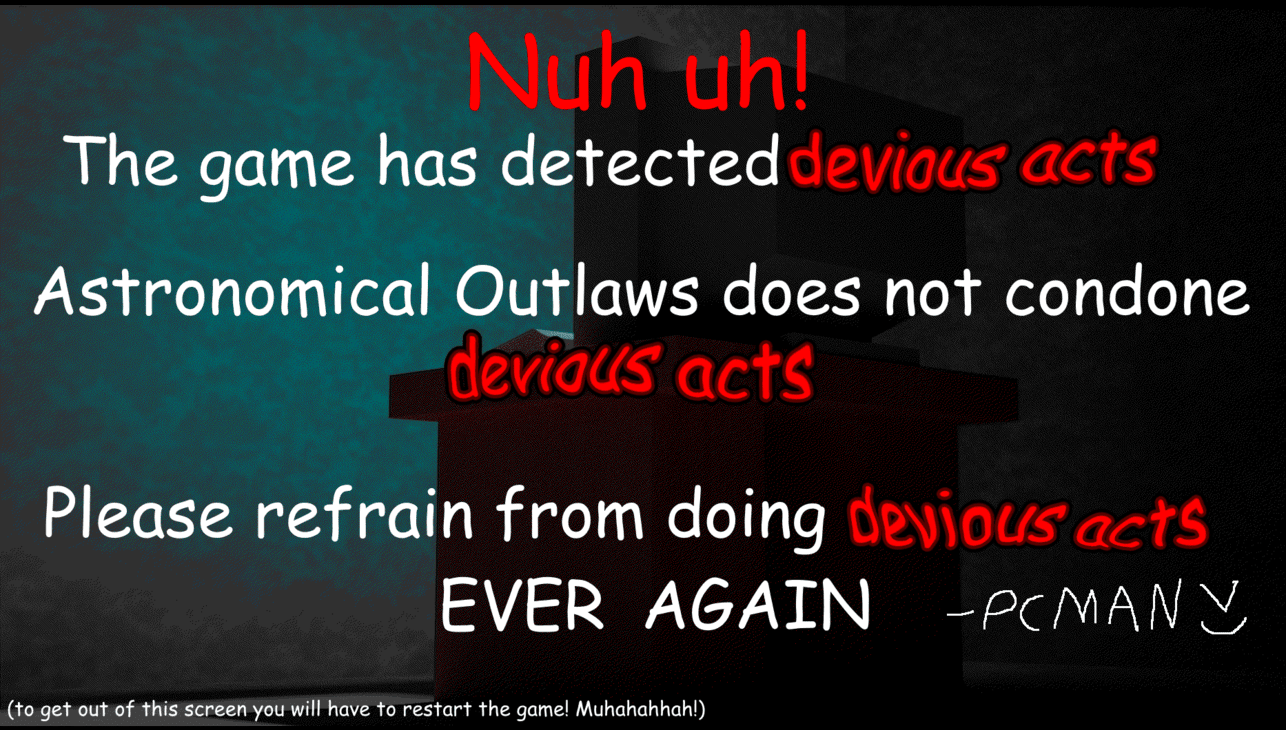 Nuh uh!
The game has detected devious acts
Astronomical Outlaws does not condone
devious acts
Please refrain from doing devious acts
EVER AGAIN -PCMAN
(to get out of this screen you will have to restart the game! Muhahahhah!)